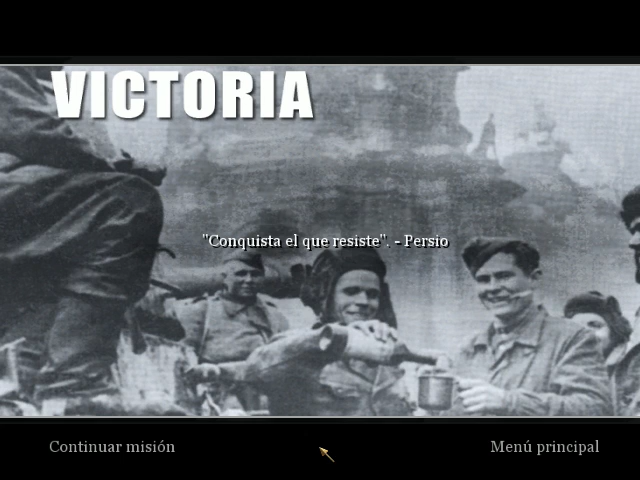 VICTORIA
"Conquista el que resiste". - Persio
Continuar misión
Menú principal